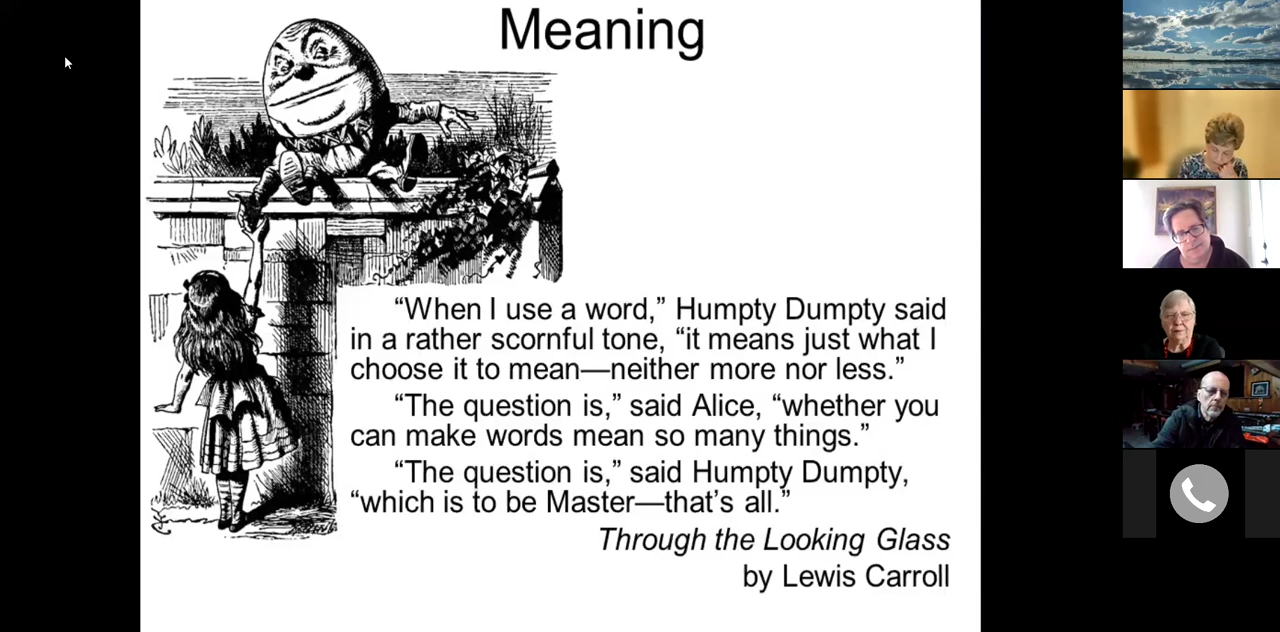 Meaning
“When I use a word,” Humpty Dumpty said
in a rather scornful tone, “it means just what I
choose it to mean—neither more nor less.”
“The question is,” said Alice, “whether you
can make words mean so many things.”
“The question is,” said Humpty Dumpty,
“which is to be Master—that’s all.”
Through the Looking Glass
by Lewis Carroll